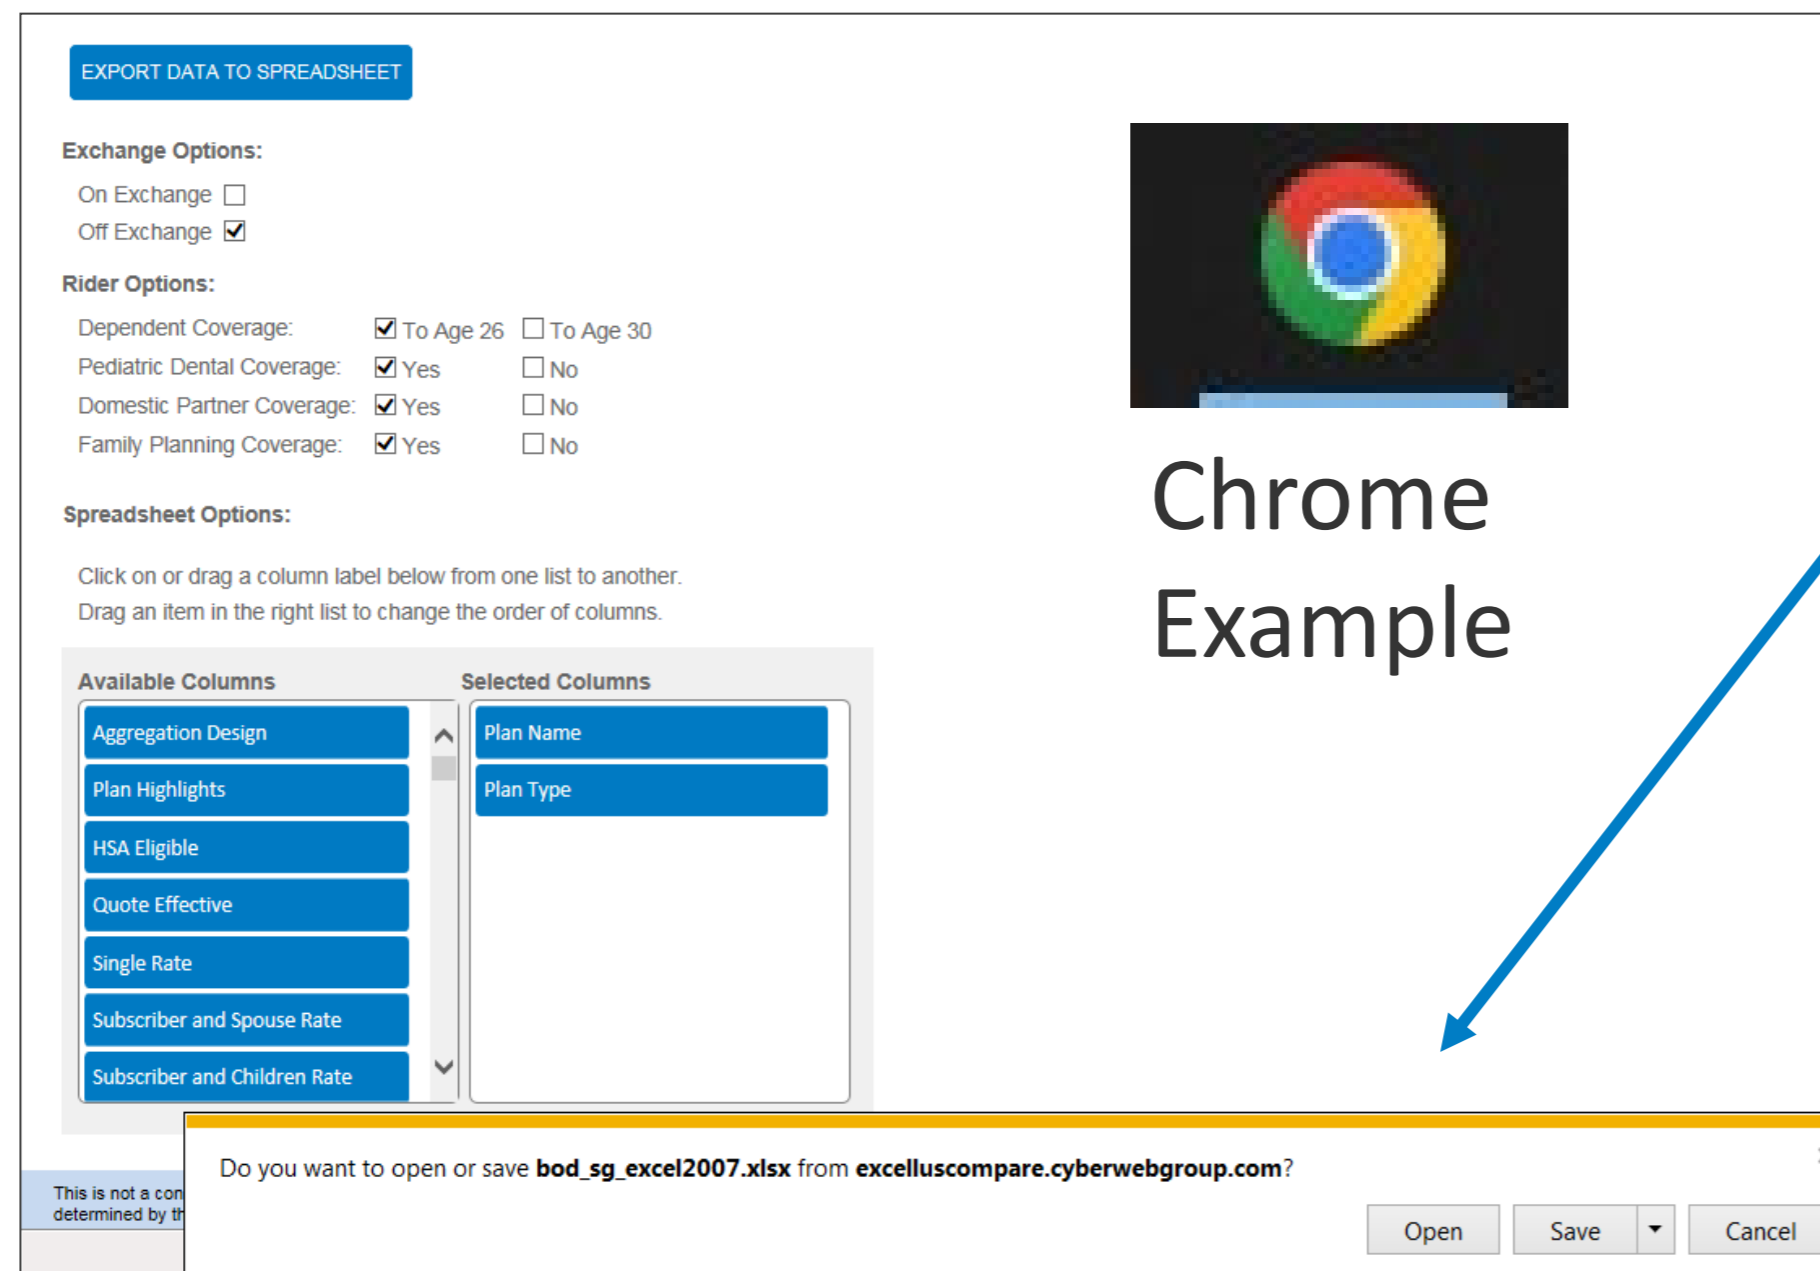 EXPORT DATA TO SPREADSHEET
Exchange Options:
On Exchange
Off Exchange
Rider Options:
Dependent Coverage: To Age 26 To Age 30
Pediatric Dental Coverage: Yes No
Domestic Partner Coverage: Yes No
Family Planning Coverage: Yes No
Spreadsheet Options:
Click on or drag a column label below from one list to another.
Drag an item in the right list to change the order of columns.
Available Columns
Aggregation Design
Plan Highlights
HSA Eligible
Quote Effective
Single Rate
Subscriber and Spouse Rate
Subscriber and Children Rate
Selected Columns
Plan Name
Plan Type
Chrome
Example
This is not a con
determined by th
Do you want to open or save bod_sg_excel2007.xlsx from excelluscompare.cyberwebgroup.com?
Open Save Cancel